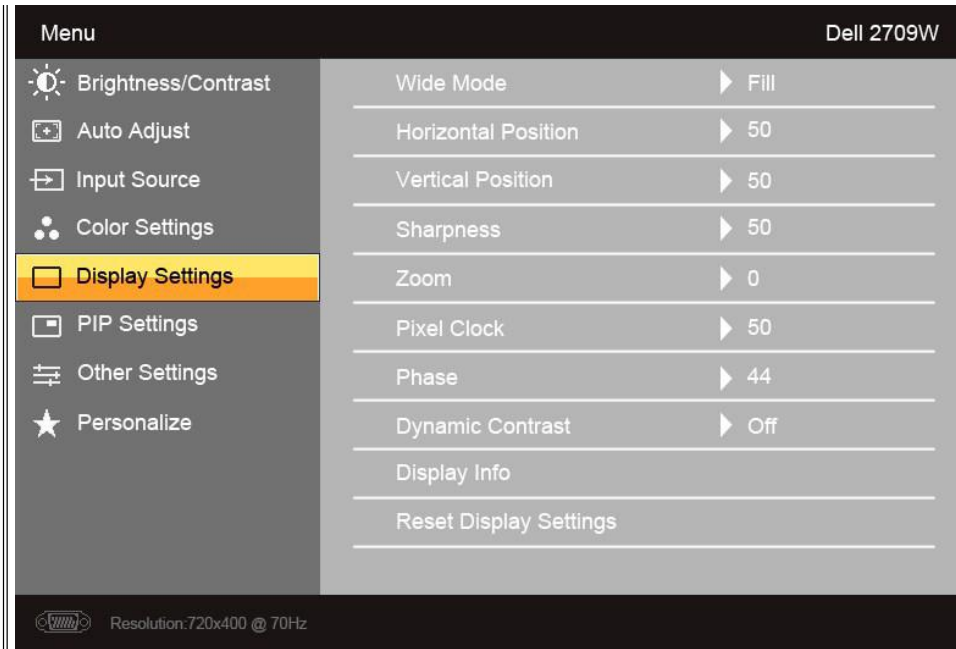 Menu Dell 2709W
Brightness/Contrast
Auto Adjust
Input Source
Color Settings
Display Settings
PIP Settings
Other Settings
Personalize
Wide Mode Fill
Horizontal Position 50
Vertical Position 50
Sharpness 50
Zoom 0
Pixel Clock 50
Phase 44
Dynamic Contrast Off
Display Info
Reset Display Settings
Resolution:720x400 @ 70Hz